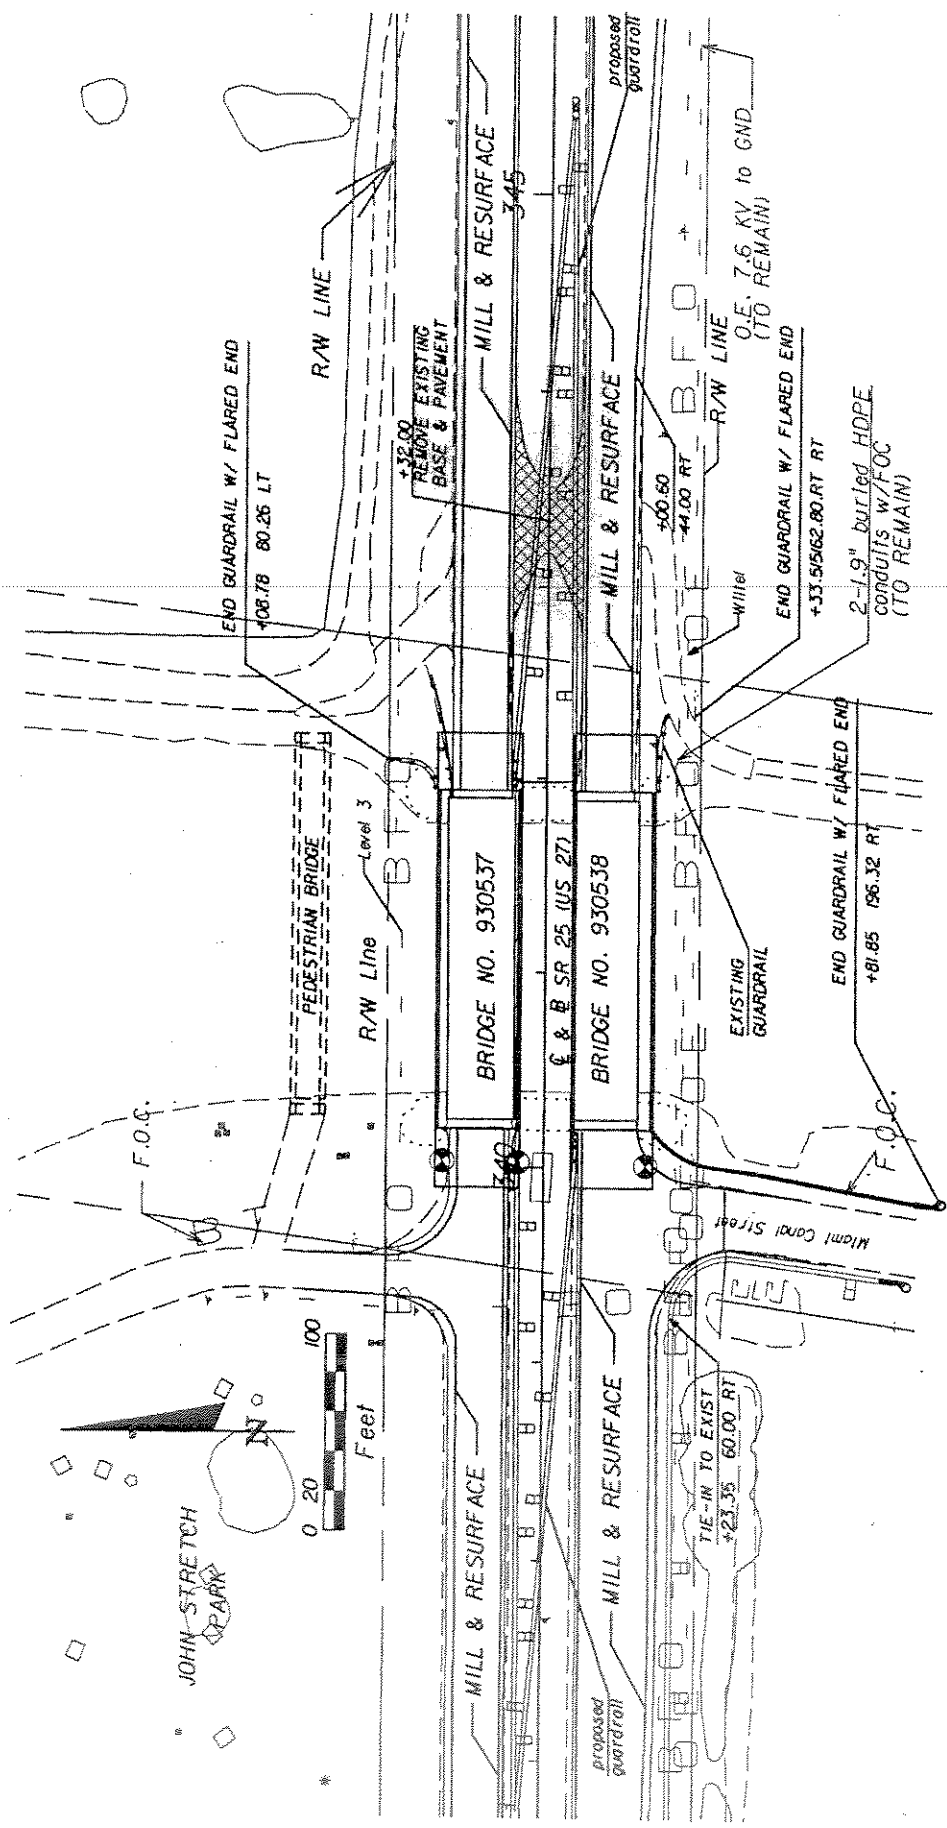 JOHN STRETCH
PARK
0 20 100
Feet
N
F.O.C.
PEDESTRIAN BRIDGE
R/W Line
Level 3
END GUARDRAIL W/ FLARED END
+08.78 80.26 LT
R/W LINE
+32.00
REMOVE EXISTING
BASE & PAVEMENT
MILL & RESURFACE
MILL & RESURFACE
340
345
BRIDGE NO. 930537
℄ & B SR 25 (US 27)
BRIDGE NO. 930538
proposed
guardrail
proposed
guardrail
MILL & RESURFACE
MILL & RESURFACE
+00.60
44.00 RT
R/W LINE
O.E. 7.6 KV to GND
(TO REMAIN)
Wiltel
END GUARDRAIL W/ FLARED END
2-1.9" buried HDPE
conduits w/FOC
(TO REMAIN)
EXISTING
GUARDRAIL
END GUARDRAIL W/ FLARED END
+81.85 196.32 RT
F.O.C.
Miami Canal Street
TIE-IN TO EXIST
+23.35 60.00 RT